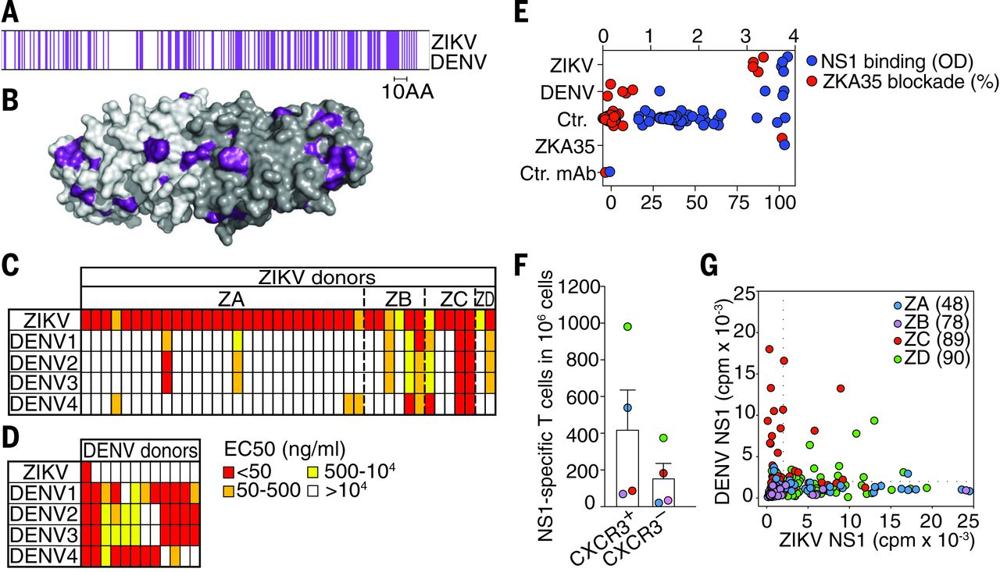 A
ZIKV
DENV
10AA
B
C
ZIKV donors
ZA ZB ZC ZD
ZIKV
DENV1
DENV2
DENV3
DENV4
D
DENV donors
ZIKV
DENV1
DENV2
DENV3
DENV4
EC50 (ng/ml)
<50 500-10⁴
50-500 >10⁴
E
0 1 2 3 4
ZIKV
DENV
Ctr.
ZKA35
Ctr. mAb
0 25 50 75 100
NS1 binding (OD)
ZKA35 blockade (%)
F
NS1-specific T cells in 10⁶ cells
1200
1000
800
600
400
200
0
CXCR3⁺
CXCR3⁻
G
DENV NS1 (cpm x 10⁻³)
25
20
15
10
5
0
0 5 10 15 20 25
ZIKV NS1 (cpm x 10⁻³)
ZA (48)
ZB (78)
ZC (89)
ZD (90)